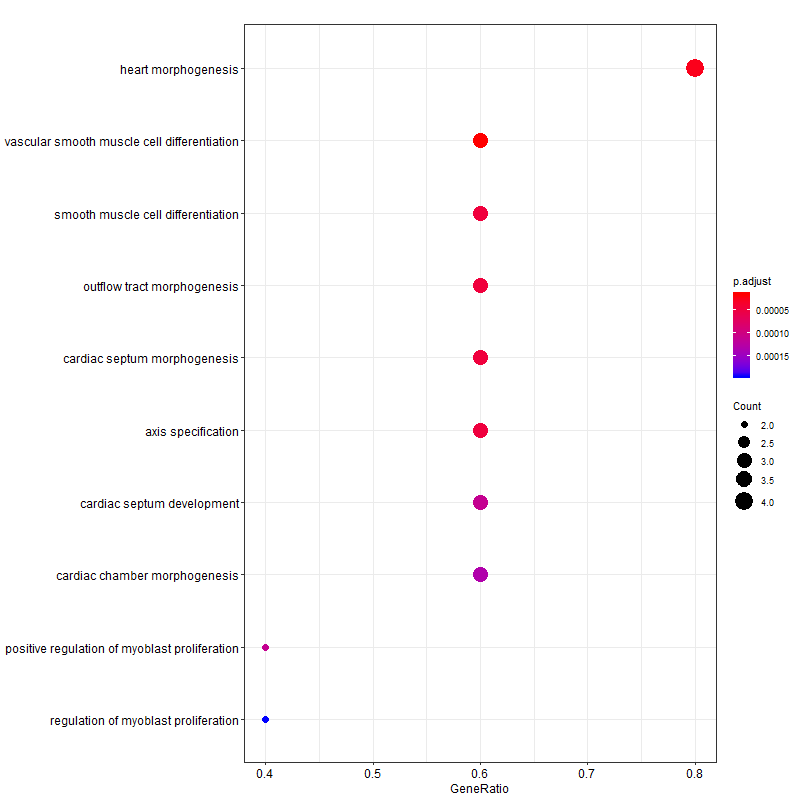 heart morphogenesis
vascular smooth muscle cell differentiation
smooth muscle cell differentiation
outflow tract morphogenesis
cardiac septum morphogenesis
axis specification
cardiac septum development
cardiac chamber morphogenesis
positive regulation of myoblast proliferation
regulation of myoblast proliferation
0.4 0.5 0.6 0.7 0.8
GeneRatio
p.adjust
0.00005
0.00010
0.00015
Count
2.0
2.5
3.0
3.5
4.0